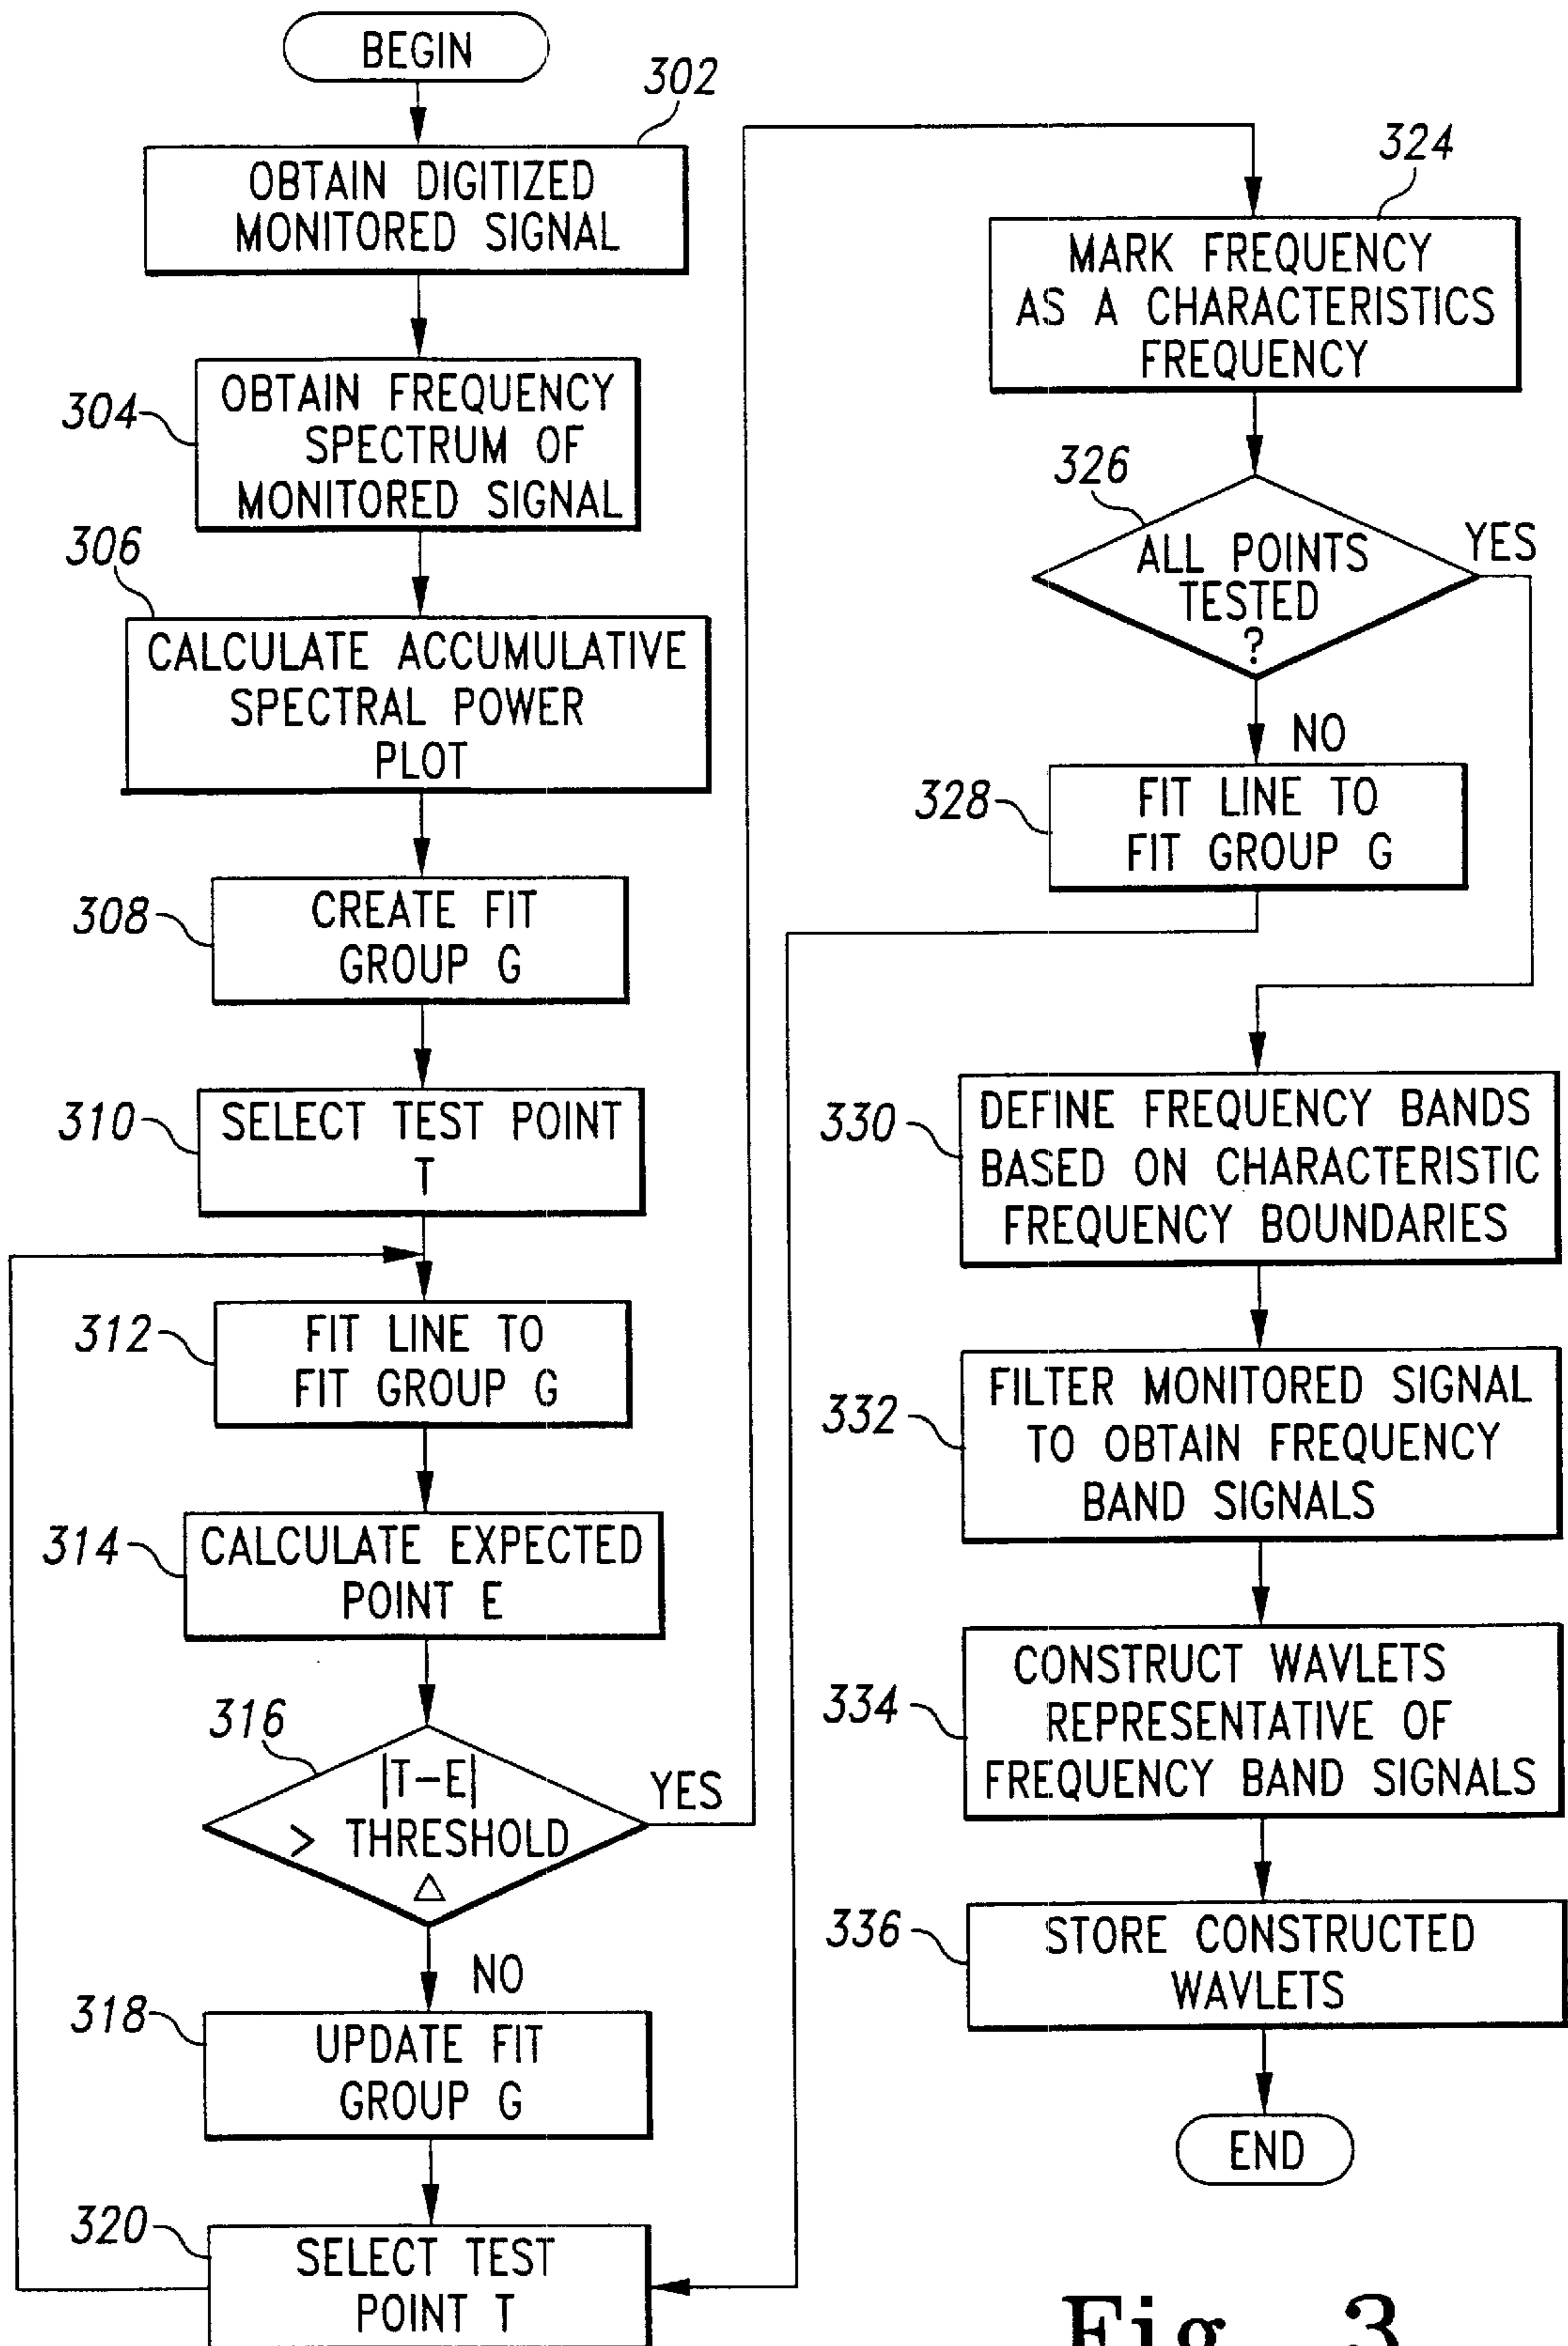 BEGIN
302
OBTAIN DIGITIZED
MONITORED SIGNAL
304
OBTAIN FREQUENCY
SPECTRUM OF
MONITORED SIGNAL
306
CALCULATE ACCUMULATIVE
SPECTRAL POWER
PLOT
308
CREATE FIT
GROUP G
310
SELECT TEST POINT
T
312
FIT LINE TO
FIT GROUP G
314
CALCULATE EXPECTED
POINT E
316
|T-E|
> THRESHOLD
△
YES
NO
318
UPDATE FIT
GROUP G
320
SELECT TEST
POINT T
324
MARK FREQUENCY
AS A CHARACTERISTICS
FREQUENCY
326
ALL POINTS
TESTED
?
YES
NO
328
FIT LINE TO
FIT GROUP G
330
DEFINE FREQUENCY BANDS
BASED ON CHARACTERISTIC
FREQUENCY BOUNDARIES
332
FILTER MONITORED SIGNAL
TO OBTAIN FREQUENCY
BAND SIGNALS
334
CONSTRUCT WAVLETS
REPRESENTATIVE OF
FREQUENCY BAND SIGNALS
336
STORE CONSTRUCTED
WAVLETS
END
Fig. 3